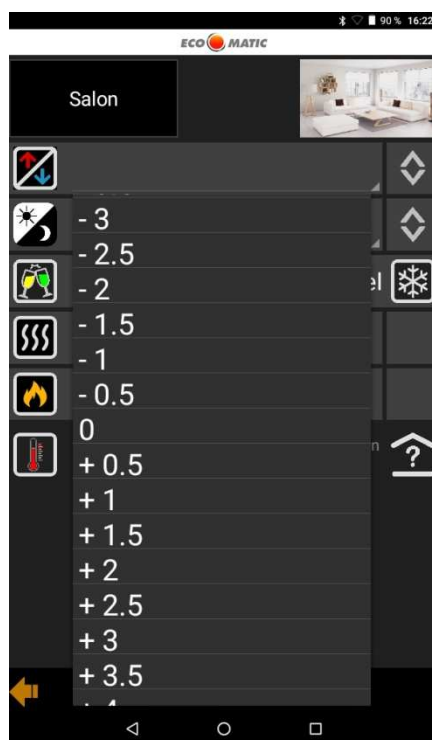 90 % 16:22
ECO MATIC
Salon
- 3
- 2.5
- 2
el
- 1.5
- 1
- 0.5
0
n
+ 0.5
+ 1
+ 1.5
+ 2
+ 2.5
+ 3
+ 3.5